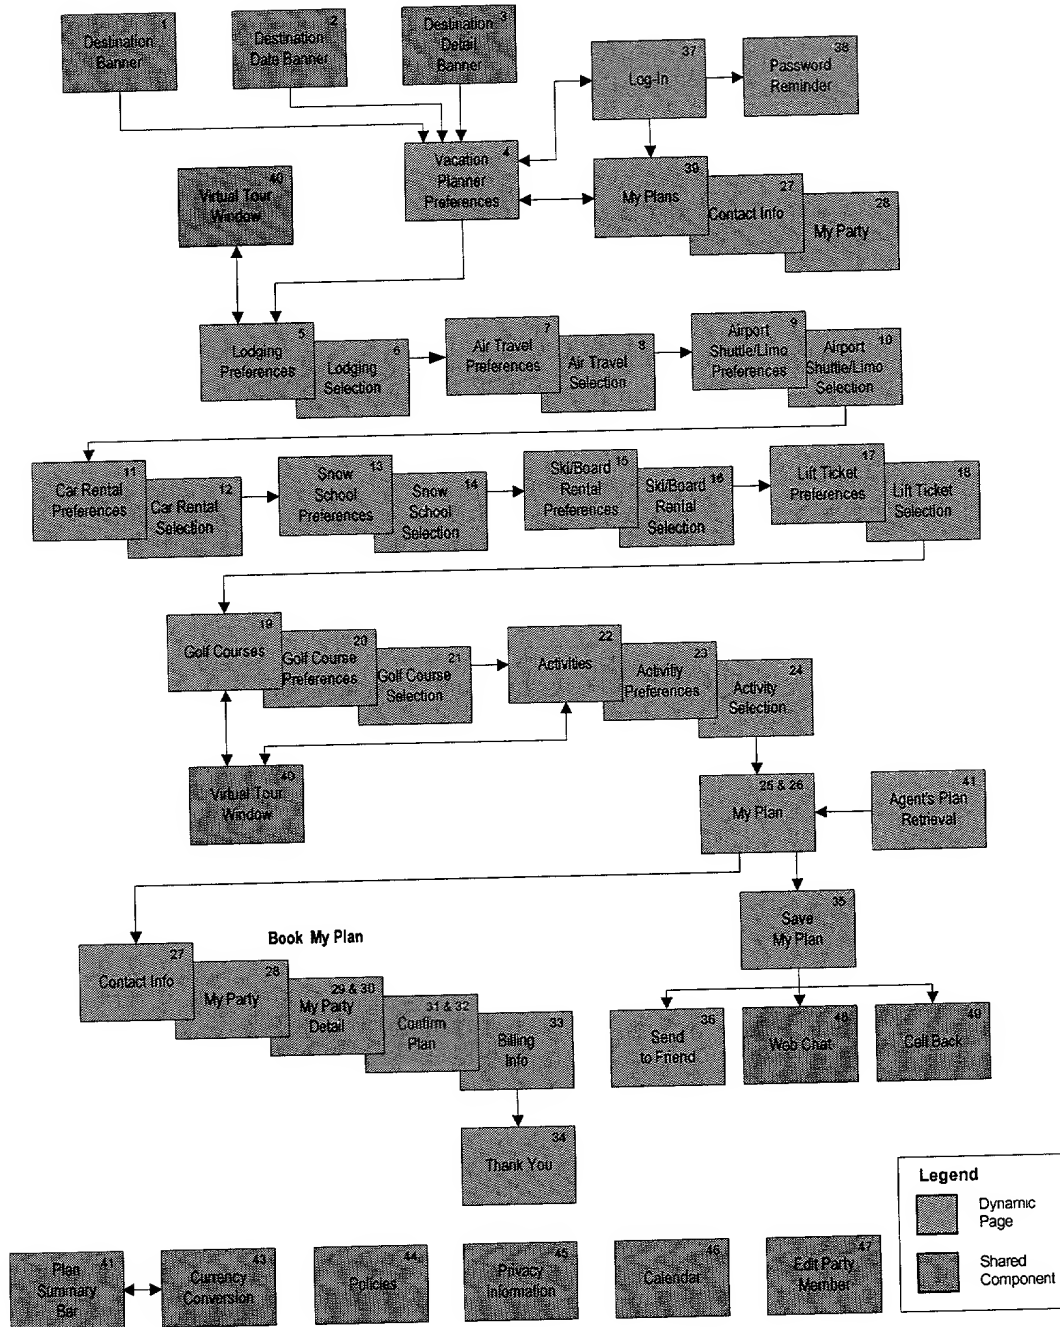 1
Destination
Banner
2
Destination
Date Banner
3
Destination
Detail
Banner
37
Log-In
38
Password
Reminder
4
Vacation
Planner
Preferences
40
Virtual Tour
Window
39
My Plans
27
Contact Info
28
My Party
5
Lodging
Preferences
6
Lodging
Selection
7
Air Travel
Preferences
8
Air Travel
Selection
9
Airport
Shuttle/Limo
Preferences
10
Airport
Shuttle/Limo
Selection
11
Car Rental
Preferences
12
Car Rental
Selection
13
Snow
School
Preferences
14
Snow
School
Selection
15
Ski/Board
Rental
Preferences
16
Ski/Board
Rental
Selection
17
Lift Ticket
Preferences
18
Lift Ticket
Selection
19
Golf Courses
20
Golf Course
Preferences
21
Golf Course
Selection
22
Activities
23
Activity
Preferences
24
Activity
Selection
40
Virtual Tour
Window
25 & 26
My Plan
41
Agent's Plan
Retrieval
35
Save
My Plan
Book My Plan
27
Contact Info
28
My Party
29 & 30
My Party
Detail
31 & 32
Confirm
Plan
33
Billing
Info
36
Send
to Friend
48
Web Chat
49
Call Back
34
Thank You
Legend
Dynamic
Page
Shared
Component
41
Plan
Summary
Bar
43
Currency
Conversion
44
Policies
45
Privacy
Information
46
Calendar
47
Edit Party
Member